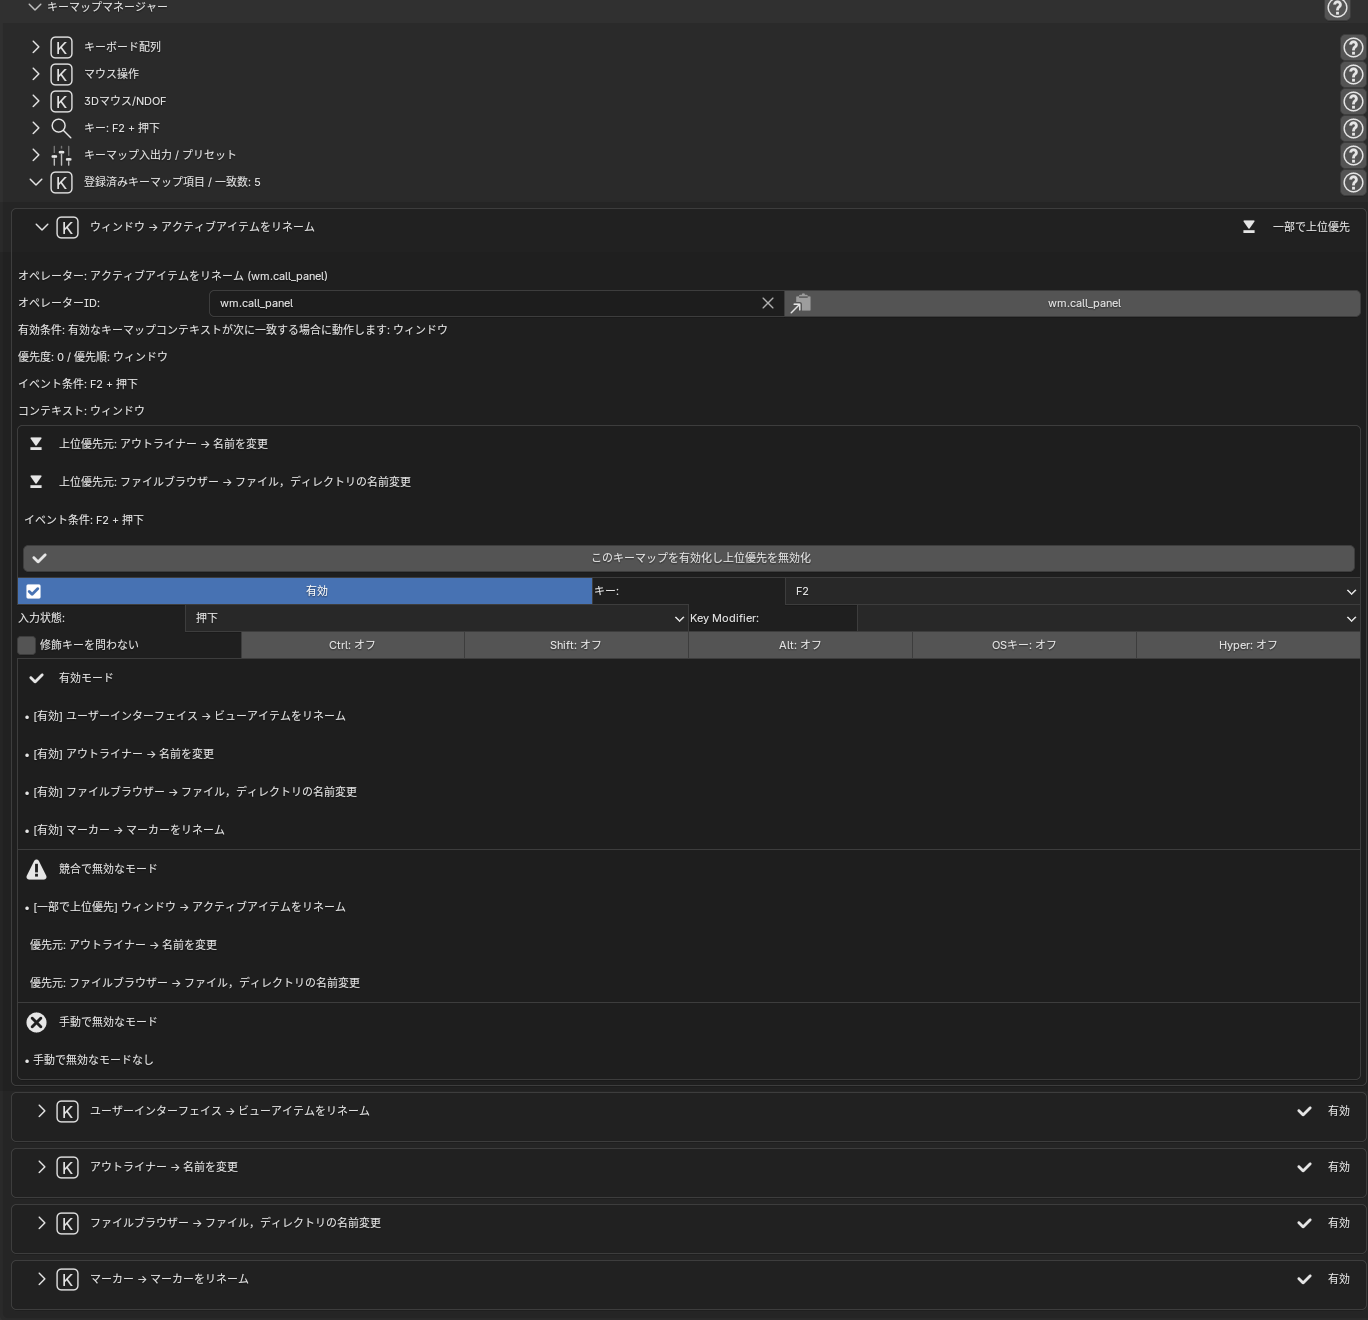 キーマップマネージャー
キーボード配列
マウス操作
3Dマウス/NDOF
キー: F2 + 押下
キーマップ入出力 / プリセット
登録済みキーマップ項目 / 一致数: 5
ウィンドウ → アクティブアイテムをリネーム 一部で上位優先
オペレーター: アクティブアイテムをリネーム (wm.call_panel)
オペレーターID: wm.call_panel wm.call_panel
有効条件: 有効なキーマップコンテキストが次に一致する場合に動作します: ウィンドウ
優先度: 0 / 優先順: ウィンドウ
イベント条件: F2 + 押下
コンテキスト: ウィンドウ
上位優先元: アウトライナー → 名前を変更
上位優先元: ファイルブラウザー → ファイル，ディレクトリの名前変更
イベント条件: F2 + 押下
このキーマップを有効化し上位優先を無効化
有効 キー: F2
入力状態: 押下 Key Modifier:
修飾キーを問わない Ctrl: オフ Shift: オフ Alt: オフ OSキー: オフ Hyper: オフ
有効モード
• [有効] ユーザーインターフェイス → ビューアイテムをリネーム
• [有効] アウトライナー → 名前を変更
• [有効] ファイルブラウザー → ファイル，ディレクトリの名前変更
• [有効] マーカー → マーカーをリネーム
競合で無効なモード
• [一部で上位優先] ウィンドウ → アクティブアイテムをリネーム
優先元: アウトライナー → 名前を変更
優先元: ファイルブラウザー → ファイル，ディレクトリの名前変更
手動で無効なモード
• 手動で無効なモードなし
ユーザーインターフェイス → ビューアイテムをリネーム 有効
アウトライナー → 名前を変更 有効
ファイルブラウザー → ファイル，ディレクトリの名前変更 有効
マーカー → マーカーをリネーム 有効